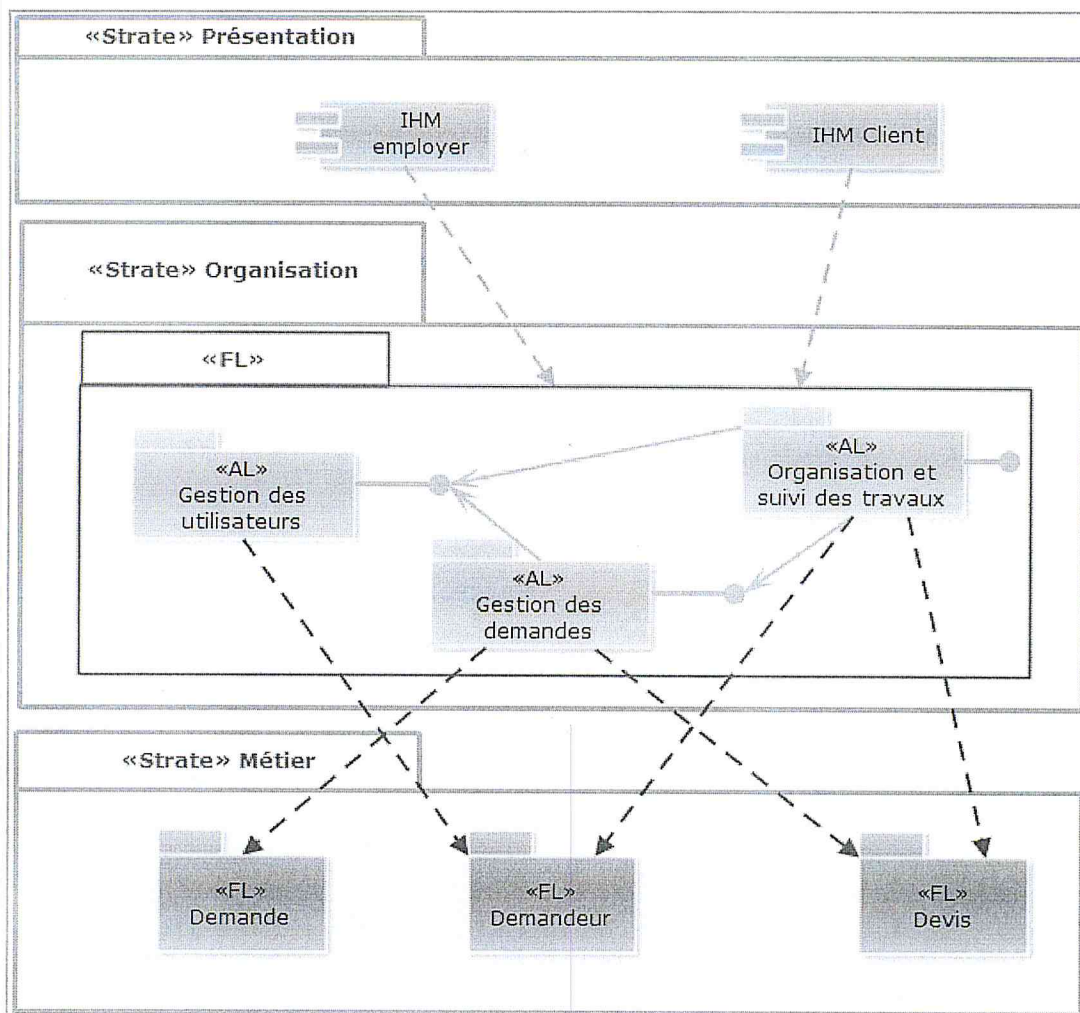 «Strate» Présentation
IHM
employer
IHM Client
«Strate» Organisation
«FL»
«AL»
Gestion des
utilisateurs
«AL»
Organisation et
suivi des travaux
«AL»
Gestion des
demandes
«Strate» Métier
«FL»
Demande
«FL»
Demandeur
«FL»
Devis